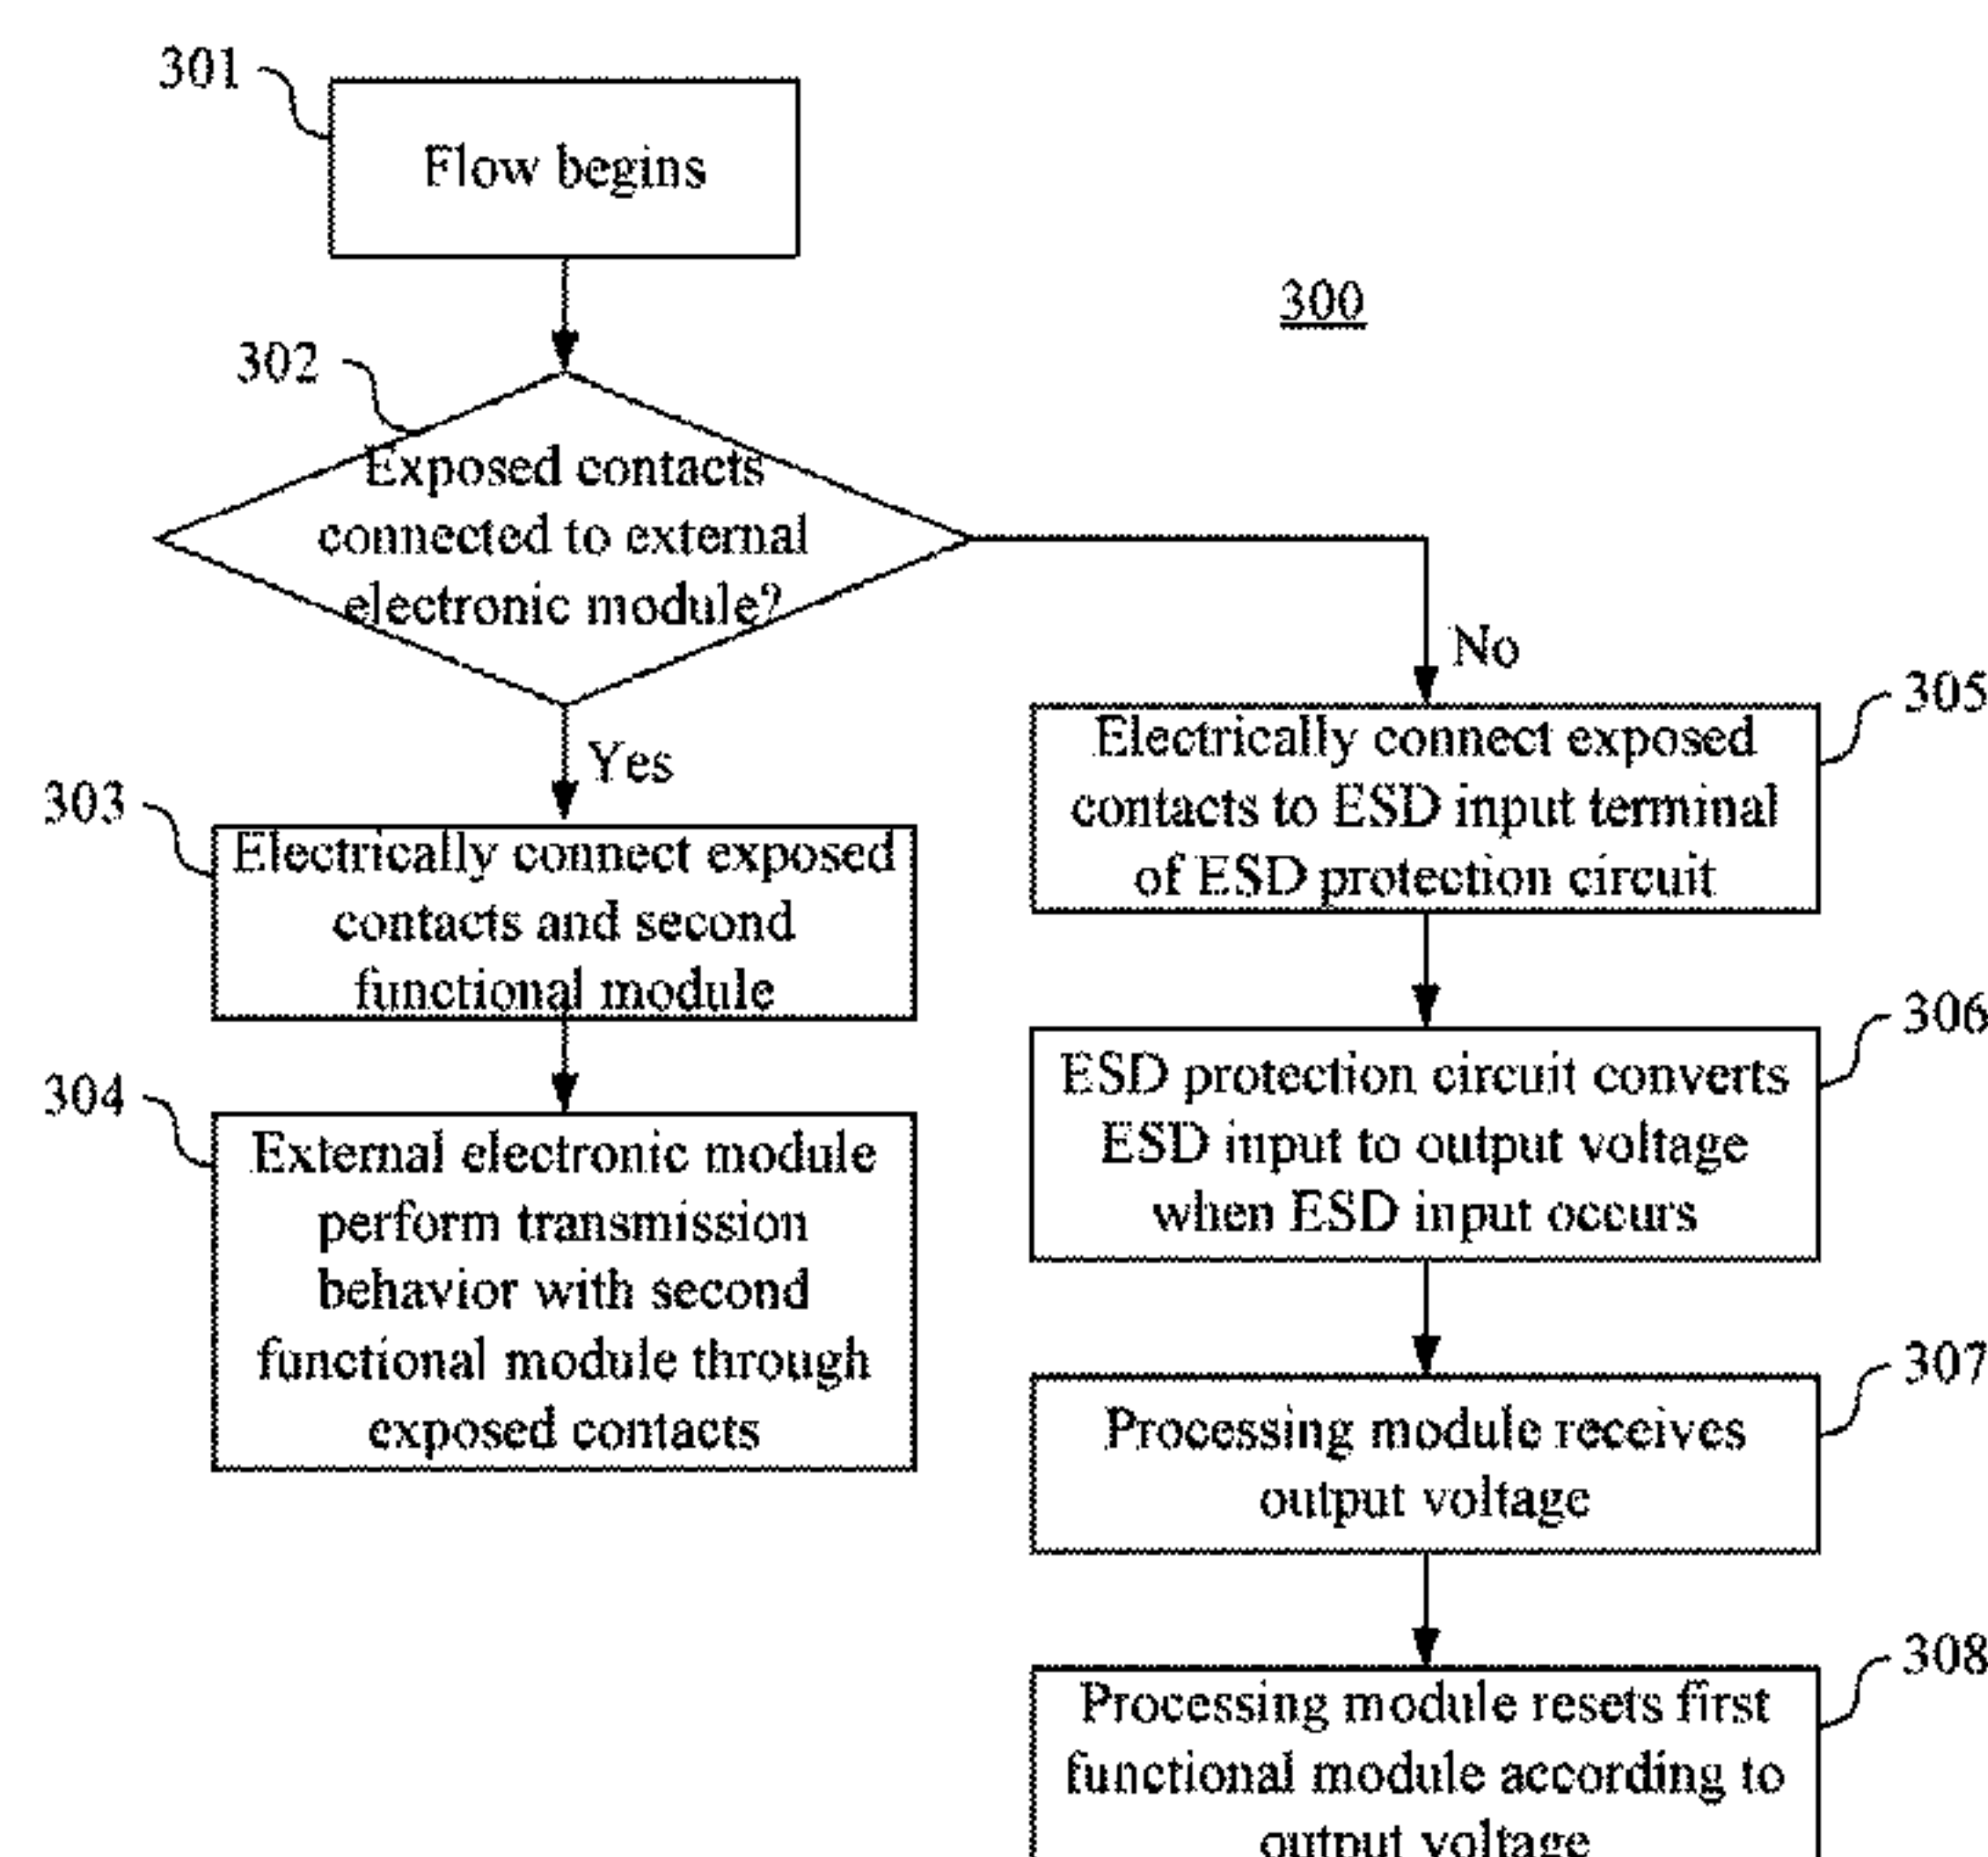 301
Flow begins
300
302
Exposed contacts
connected to external
electronic module?
No
Yes
303
Electrically connect exposed
contacts and second
functional module
304
External electronic module
perform transmission
behavior with second
functional module through
exposed contacts
305
Electrically connect exposed
contacts to ESD input terminal
of ESD protection circuit
306
ESD protection circuit converts
ESD input to output voltage
when ESD input occurs
307
Processing module receives
output voltage
308
Processing module resets first
functional module according to
output voltage